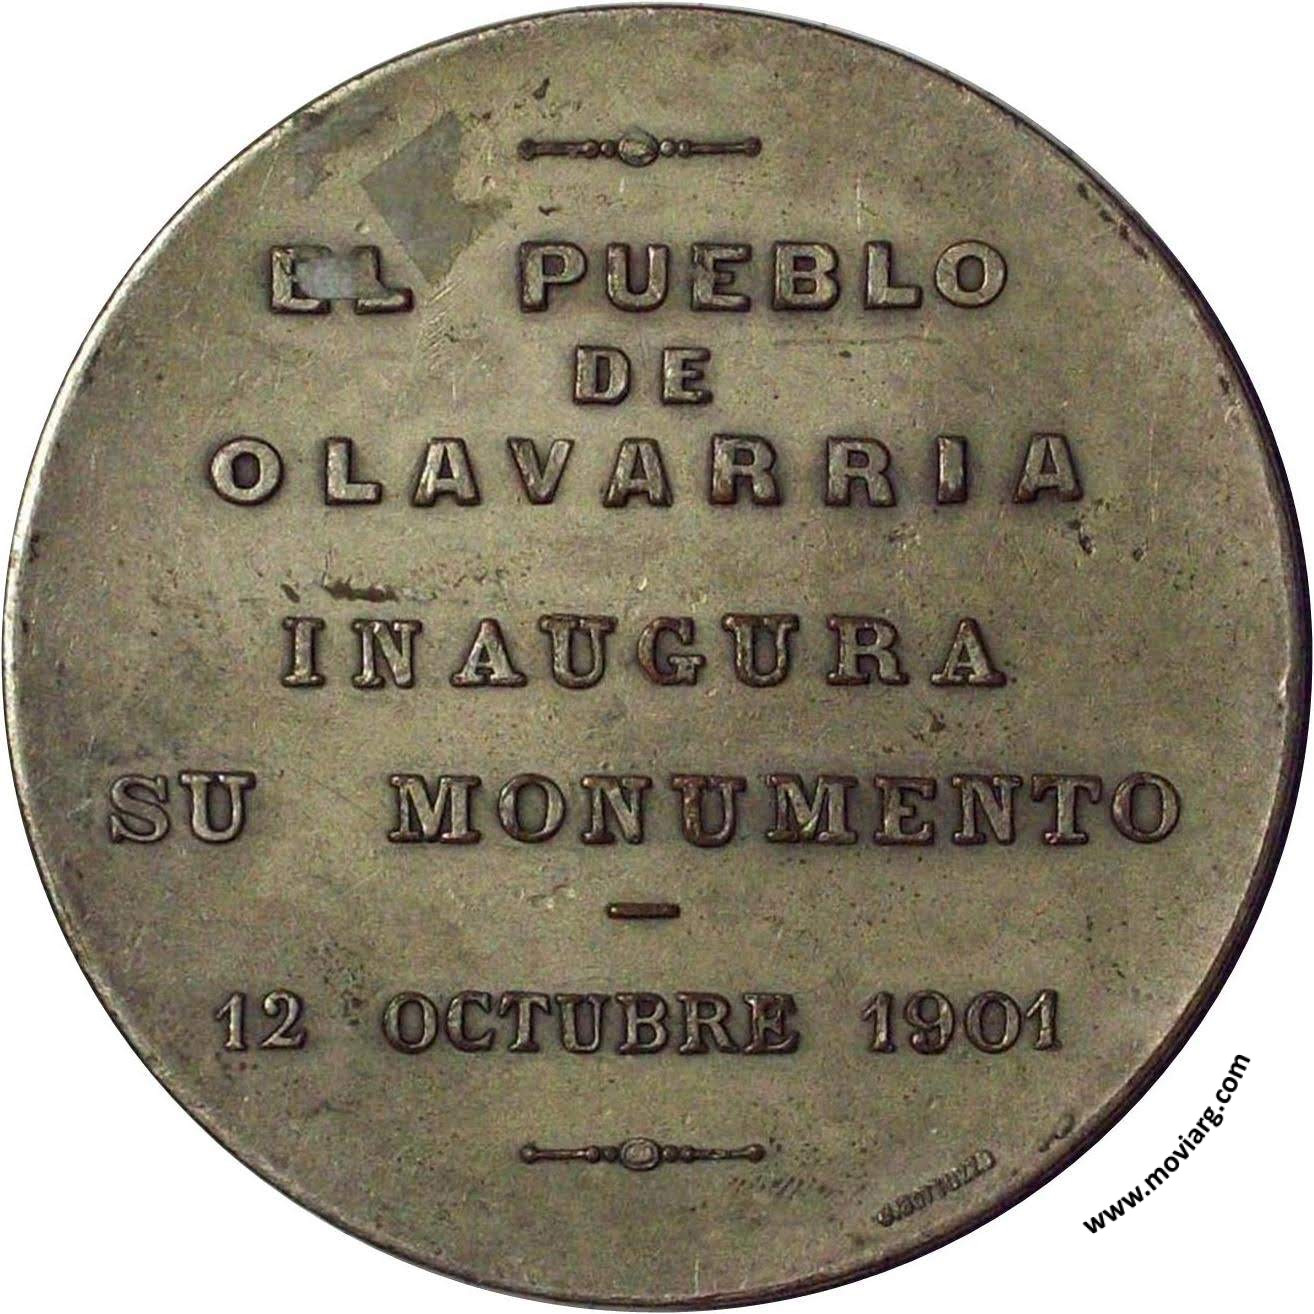 EL PUEBLO
DE
OLAVARRIA
INAUGURA
SU MONUMENTO
12 OCTUBRE 1901
www.moviarg.com